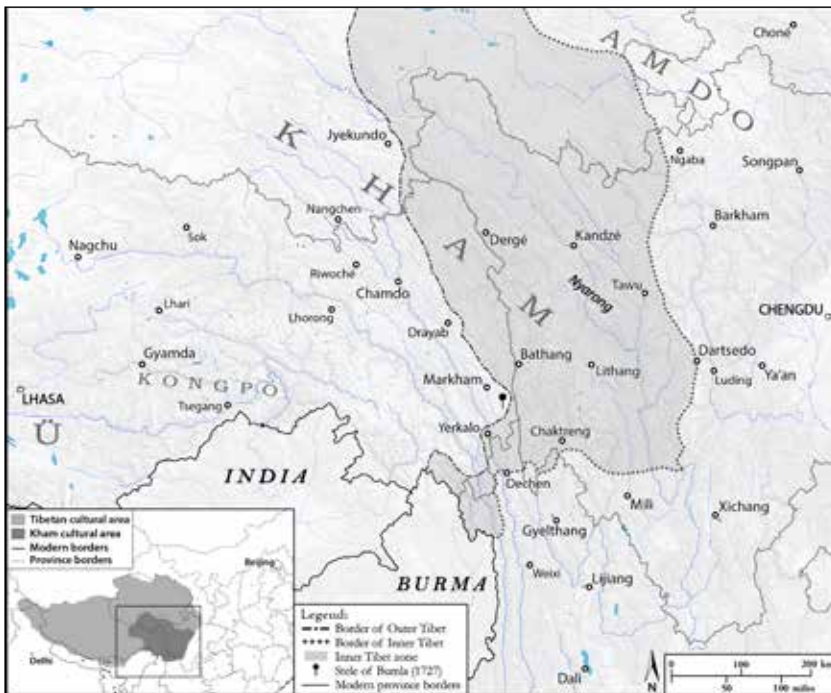 AMDO
Choné
Jyekundo
KHAM
Ngaba
Songpan
Nangchen
Barkham
Sok
Dergé
Kandzé
Nagchu
Riwoché
Nyarong
Chamdo
Tawu
Lhari
Lhorong
CHENGDU
Drayab
Gyamda
Bathang
Lithang
Dartsedo
Luding
Ya'an
KONGPO
Markham
LHASA
Tsegang
Ü
Yerkalo
Chaktreng
INDIA
Dechen
Mili
Xichang
Gyelthang
BURMA
Weixi
Lijiang
Dali
Tibetan cultural area
Kham cultural area
Modern borders
Province borders
Beijing
Delhi
Legend:
Border of Outer Tibet
Border of Inner Tibet
Inner Tibet zone
Stele of Bumla (1727)
Modern province borders
N
0 100 200 km
0 50 100 miles